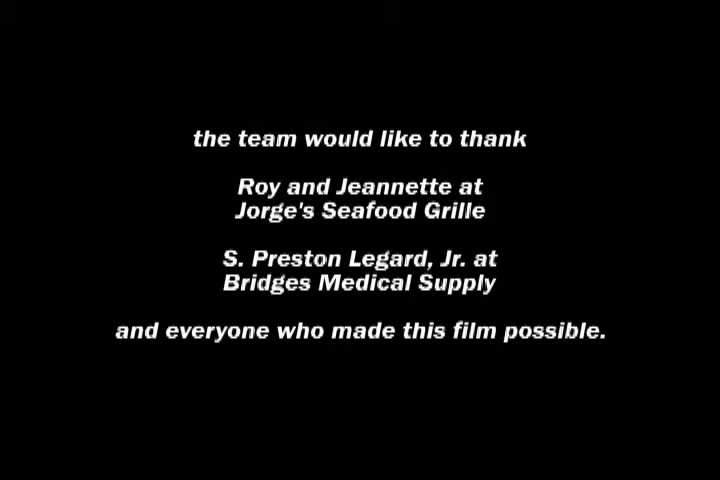 the team would like to thank
Roy and Jeannette at
Jorge's Seafood Grille
S. Preston Legard, Jr. at
Bridges Medical Supply
and everyone who made this film possible.